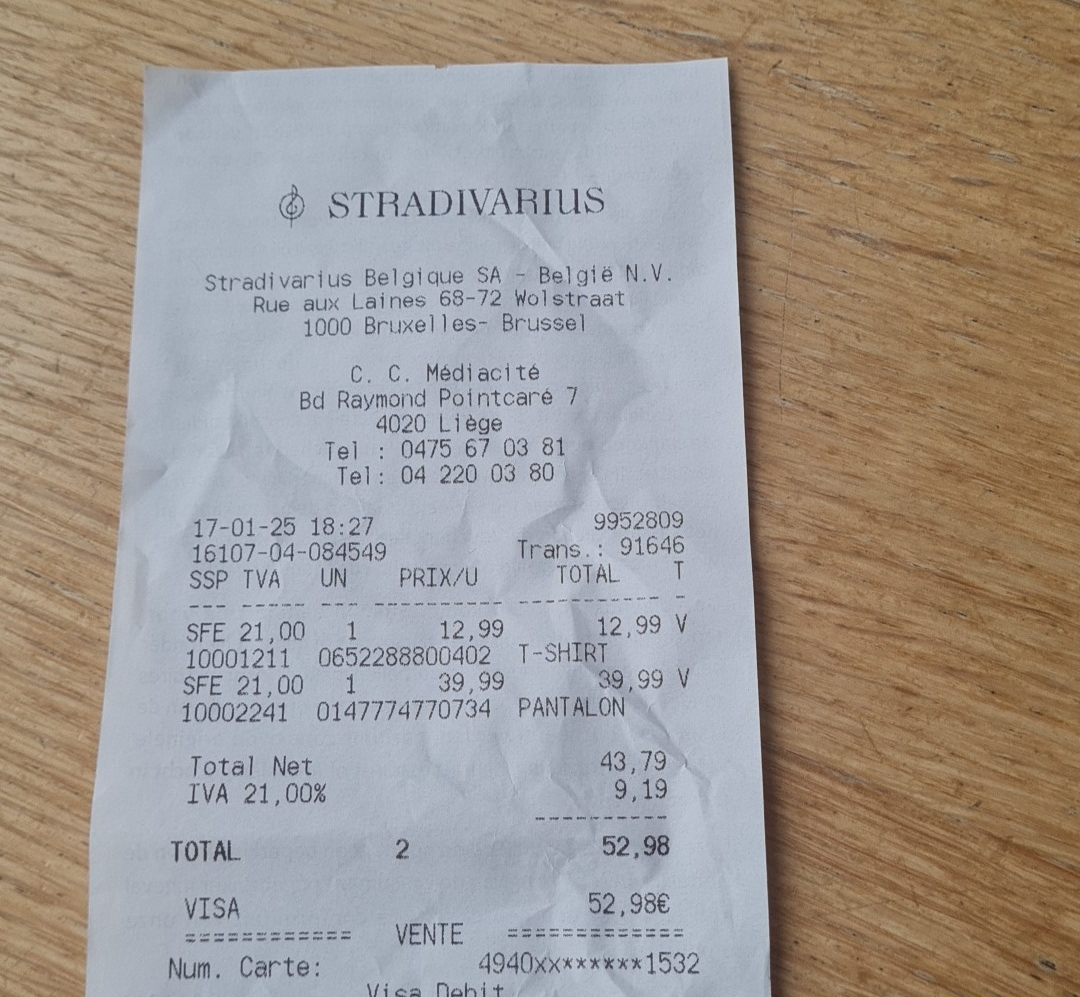 STRADIVARIUS
Stradivarius Belgique SA - België N.V.
Rue aux Laines 68-72 Wolstraat
1000 Bruxelles- Brussel
C. C. Médiacité
Bd Raymond Pointcaré 7
4020 Liège
Tel : 0475 67 03 81
Tel: 04 220 03 80
17-01-25 18:27 9952809
16107-04-084549 Trans.: 91646
SSP TVA UN PRIX/U TOTAL T
SFE 21,00 1 12,99 12,99 V
10001211 0652288800402 T-SHIRT
SFE 21,00 1 39,99 39,99 V
10002241 0147774770734 PANTALON
Total Net 43,79
IVA 21,00% 9,19
TOTAL 2 52,98
VISA 52,98€
============ VENTE =============
Num. Carte: 4940xx******1532
Visa Debit